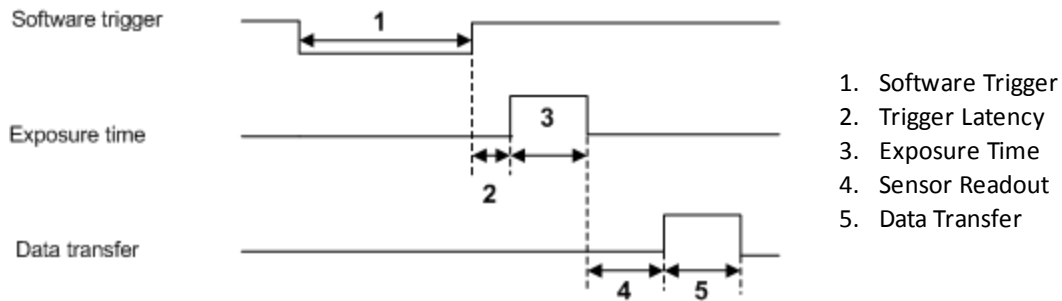 Software trigger
1
Exposure time
3
2
Data transfer
4
5
1. Software Trigger
2. Trigger Latency
3. Exposure Time
4. Sensor Readout
5. Data Transfer